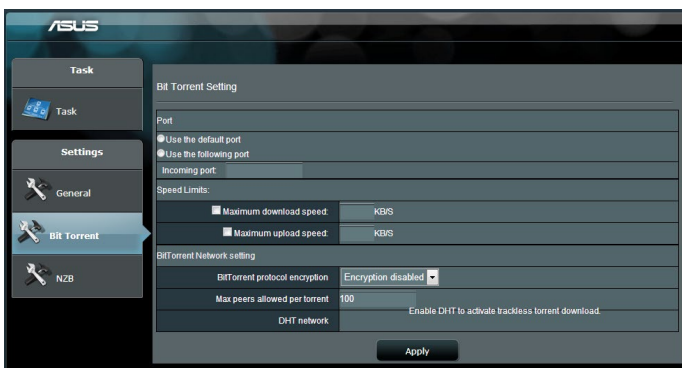 ASUS
Task
Task
Settings
General
Bit Torrent
NZB
Bit Torrent Setting
Port
Use the default port
Use the following port
Incoming port:
Speed Limits:
Maximum download speed: KB/S
Maximum upload speed: KB/S
BitTorrent Network setting
BitTorrent protocol encryption Encryption disabled
Max peers allowed per torrent 100
DHT network Enable DHT to activate trackless torrent download.
Apply